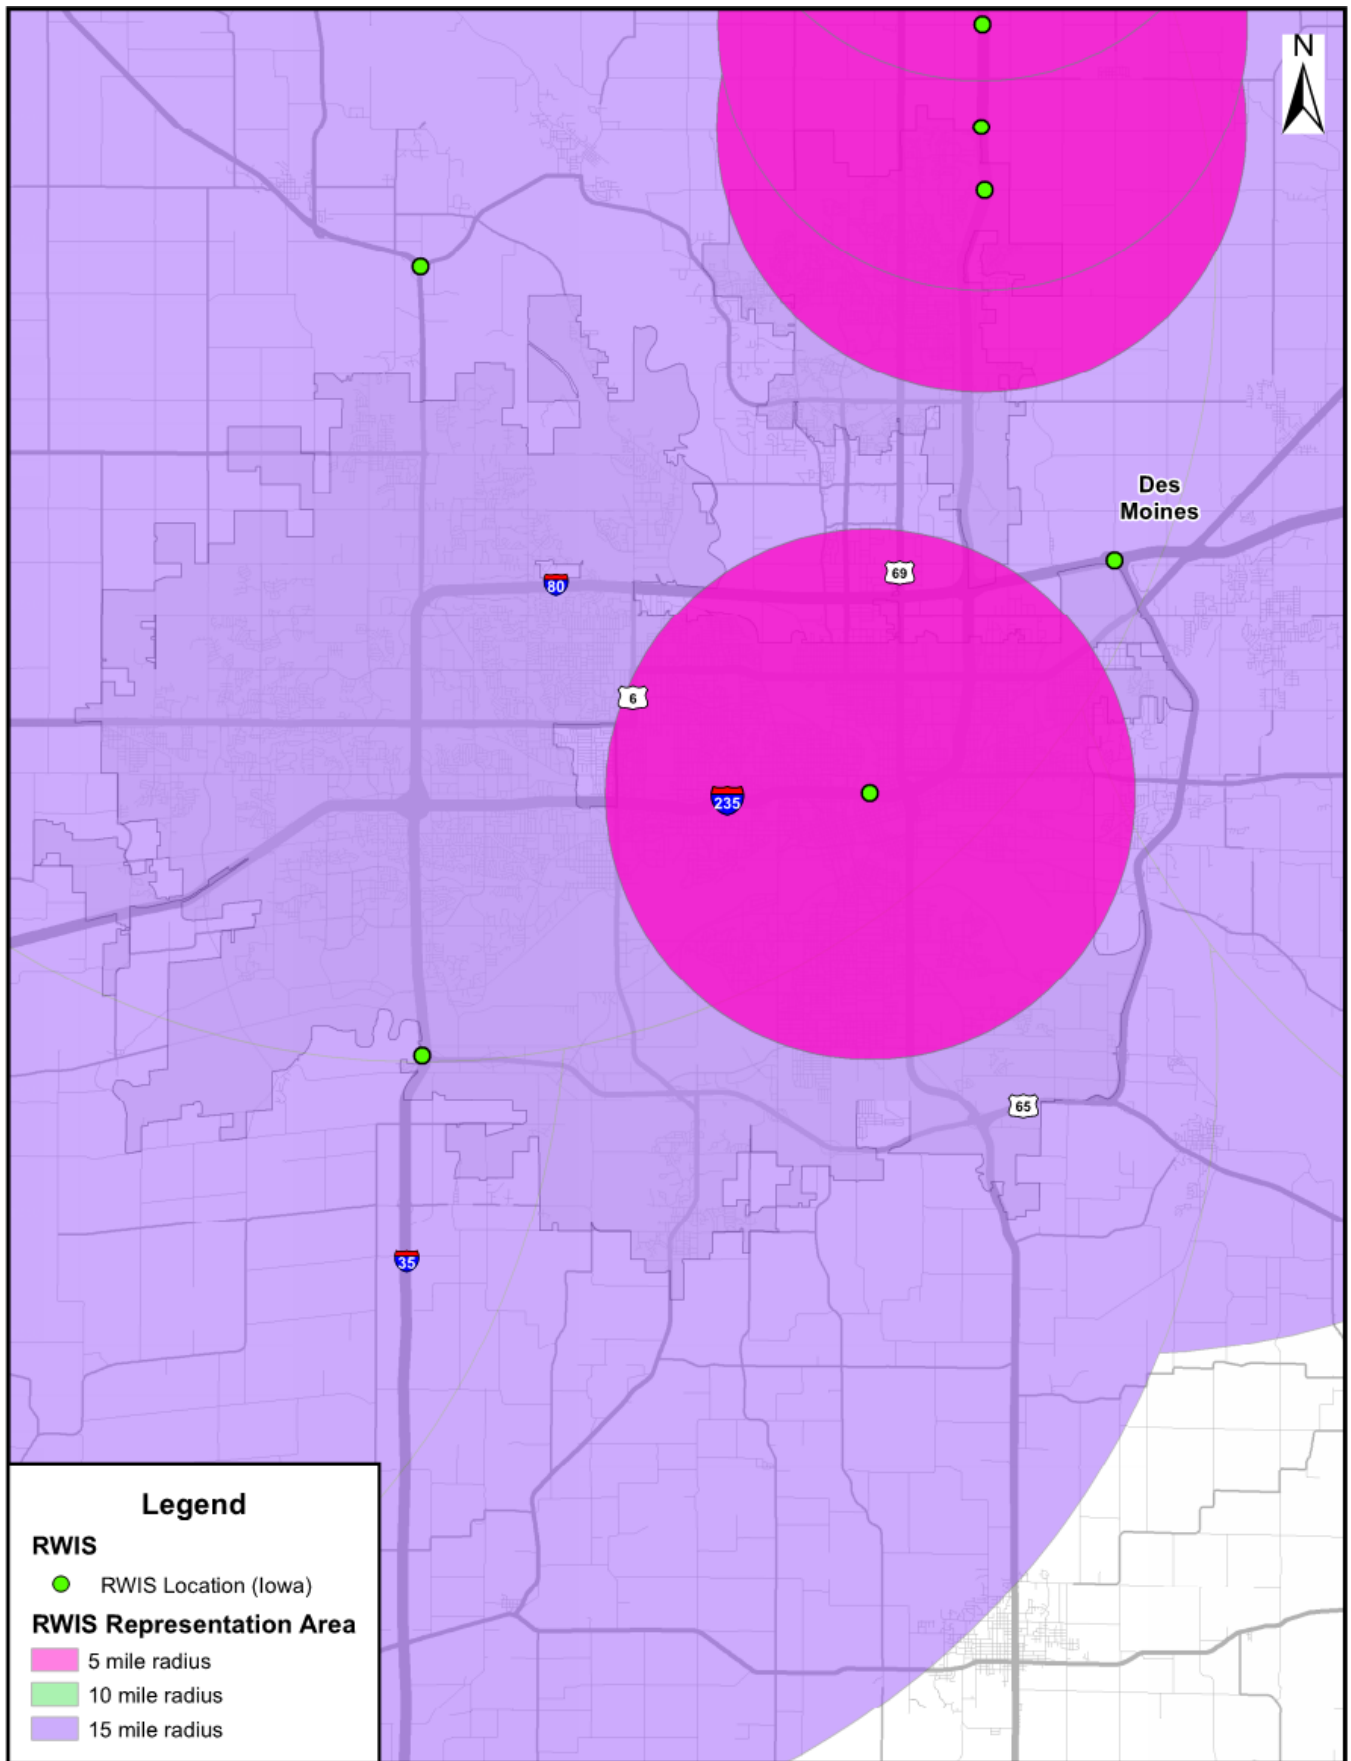 N
Des
Moines
69
80
6
235
65
35
Legend
RWIS
RWIS Location (Iowa)
RWIS Representation Area
5 mile radius
10 mile radius
15 mile radius